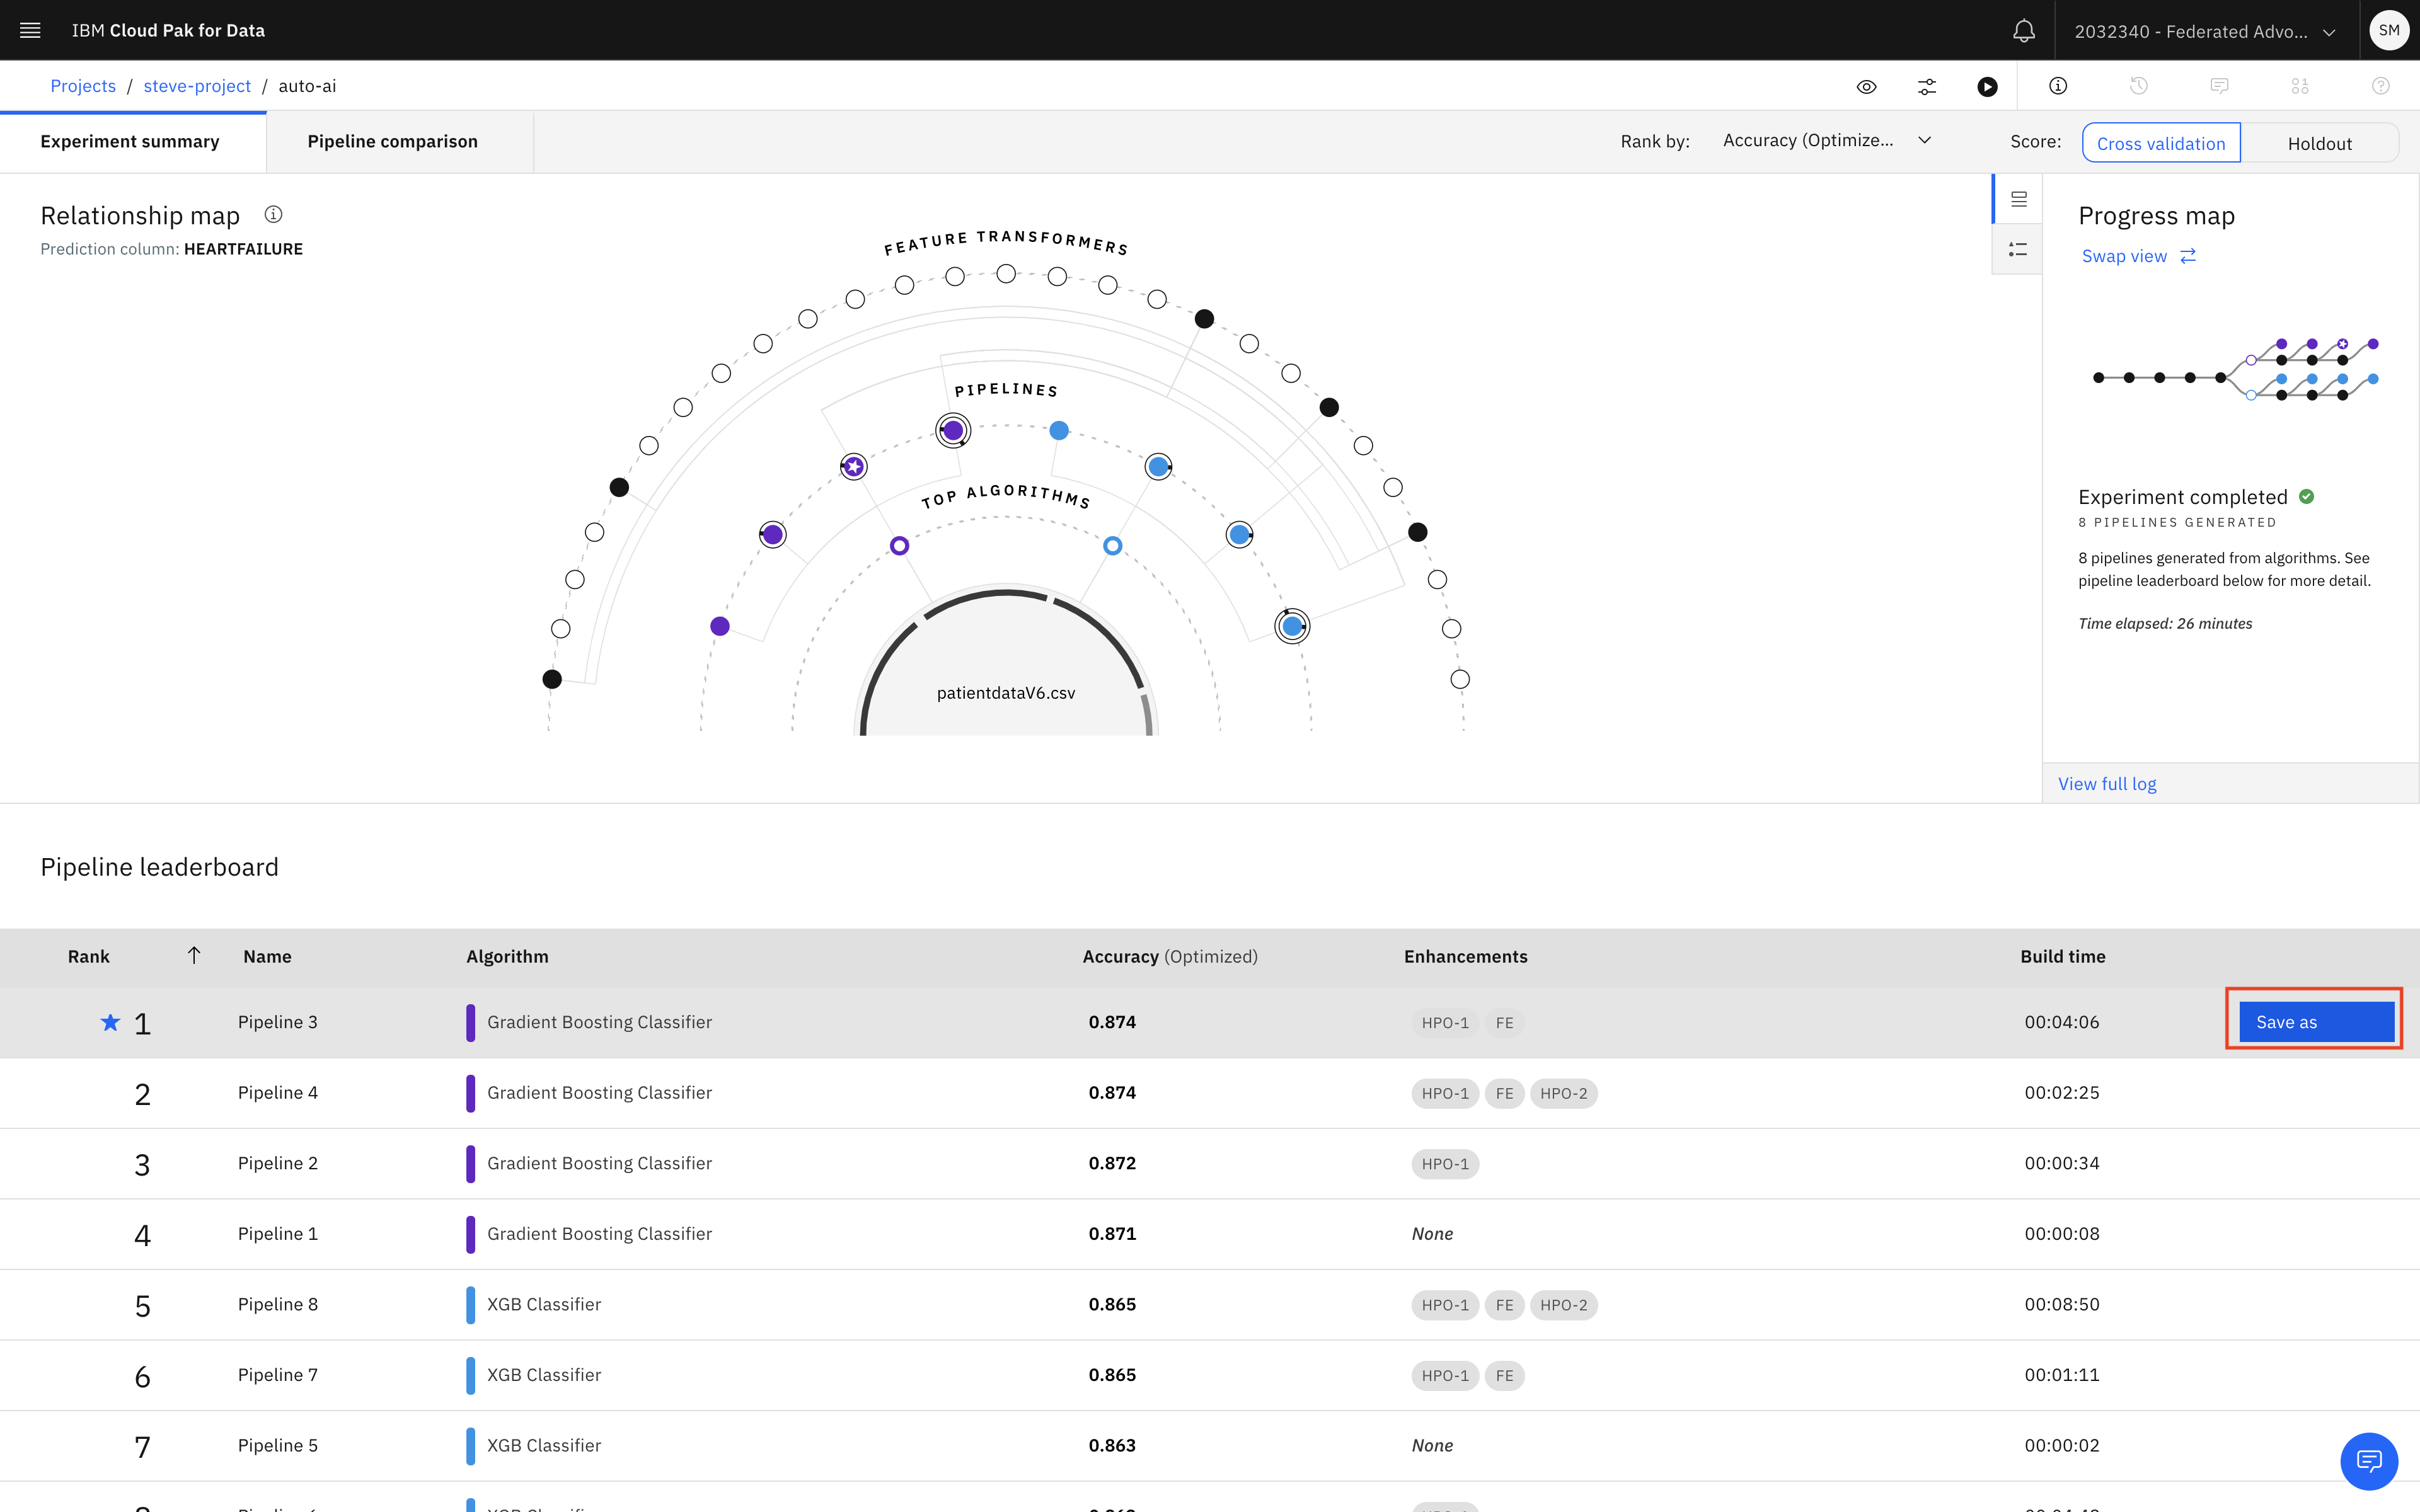 IBM Cloud Pak for Data
2032340 - Federated Advo...
SM
Projects / steve-project / auto-ai
Experiment summary
Pipeline comparison
Rank by: Accuracy (Optimize...
Score: Cross validation Holdout
Relationship map
Prediction column: HEARTFAILURE
FEATURE TRANSFORMERS
PIPELINES
TOP ALGORITHMS
patientdataV6.csv
Progress map
Swap view
Experiment completed
8 PIPELINES GENERATED
8 pipelines generated from algorithms. See
pipeline leaderboard below for more detail.
Time elapsed: 26 minutes
View full log
Pipeline leaderboard
Rank Name Algorithm Accuracy (Optimized) Enhancements Build time
1 Pipeline 3 Gradient Boosting Classifier 0.874 HPO-1 FE 00:04:06 Save as
2 Pipeline 4 Gradient Boosting Classifier 0.874 HPO-1 FE HPO-2 00:02:25
3 Pipeline 2 Gradient Boosting Classifier 0.872 HPO-1 00:00:34
4 Pipeline 1 Gradient Boosting Classifier 0.871 None 00:00:08
5 Pipeline 8 XGB Classifier 0.865 HPO-1 FE HPO-2 00:08:50
6 Pipeline 7 XGB Classifier 0.865 HPO-1 FE 00:01:11
7 Pipeline 5 XGB Classifier 0.863 None 00:00:02